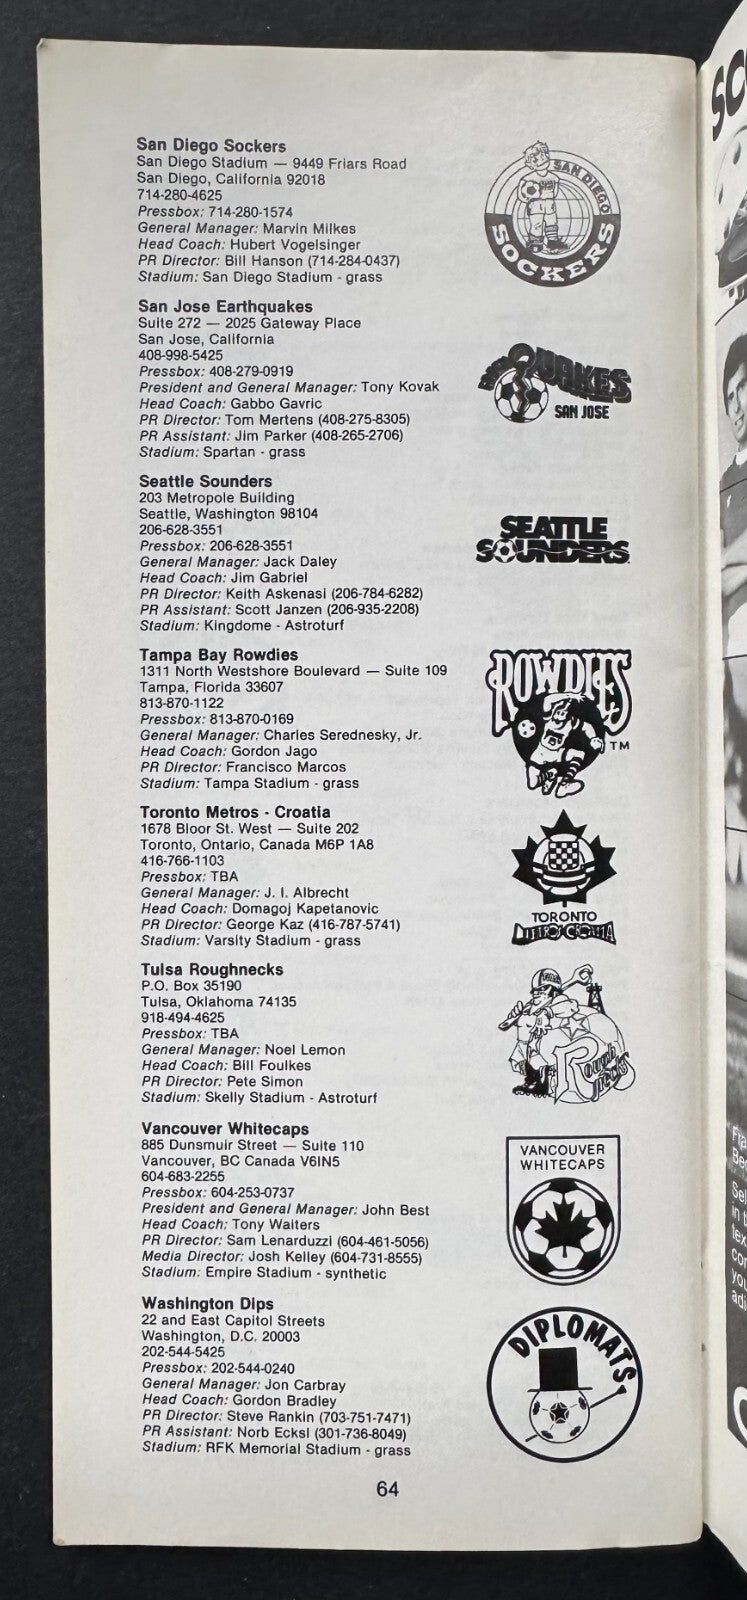 San Diego Sockers
San Diego Stadium — 9449 Friars Road
San Diego, California 92018
714-280-4625
Pressbox: 714-280-1574
General Manager: Marvin Milkes
Head Coach: Hubert Vogelsinger
PR Director: Bill Hanson (714-284-0437)
Stadium: San Diego Stadium - grass
SAN DIEGO
SOCKERS
San Jose Earthquakes
Suite 272 — 2025 Gateway Place
San Jose, California
408-998-5425
Pressbox: 408-279-0919
President and General Manager: Tony Kovak
Head Coach: Gabbo Gavric
PR Director: Tom Mertens (408-275-8305)
PR Assistant: Jim Parker (408-265-2706)
Stadium: Spartan - grass
QUAKES
SAN JOSE
Seattle Sounders
203 Metropole Building
Seattle, Washington 98104
206-628-3551
Pressbox: 206-628-3551
General Manager: Jack Daley
Head Coach: Jim Gabriel
PR Director: Keith Askenasi (206-784-6282)
PR Assistant: Scott Janzen (206-935-2208)
Stadium: Kingdome - Astroturf
SEATTLE
SOUNDERS
Tampa Bay Rowdies
1311 North Westshore Boulevard — Suite 109
Tampa, Florida 33607
813-870-1122
Pressbox: 813-870-0169
General Manager: Charles Serednesky, Jr.
Head Coach: Gordon Jago
PR Director: Francisco Marcos
Stadium: Tampa Stadium - grass
ROWDIES
TM
Toronto Metros - Croatia
1678 Bloor St. West — Suite 202
Toronto, Ontario, Canada M6P 1A8
416-766-1103
Pressbox: TBA
General Manager: J. I. Albrecht
Head Coach: Domagoj Kapetanovic
PR Director: George Kaz (416-787-5741)
Stadium: Varsity Stadium - grass
TORONTO
METROS CROATIA
Tulsa Roughnecks
P.O. Box 35190
Tulsa, Oklahoma 74135
918-494-4625
Pressbox: TBA
General Manager: Noel Lemon
Head Coach: Bill Foulkes
PR Director: Pete Simon
Stadium: Skelly Stadium - Astroturf
Rough
necks
Vancouver Whitecaps
885 Dunsmuir Street — Suite 110
Vancouver, BC Canada V6IN5
604-683-2255
Pressbox: 604-253-0737
President and General Manager: John Best
Head Coach: Tony Waiters
PR Director: Sam Lenarduzzi (604-461-5056)
Media Director: Josh Kelley (604-731-8555)
Stadium: Empire Stadium - synthetic
VANCOUVER
WHITECAPS
Washington Dips
22 and East Capitol Streets
Washington, D.C. 20003
202-544-5425
Pressbox: 202-544-0240
General Manager: Jon Carbray
Head Coach: Gordon Bradley
PR Director: Steve Rankin (703-751-7471)
PR Assistant: Norb Ecksl (301-736-8049)
Stadium: RFK Memorial Stadium - grass
DIPLOMATS
64